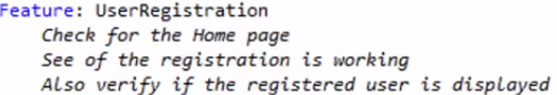 Feature: UserRegistration
Check for the Home page
See of the registration is working
Also verify if the registered user is displayed